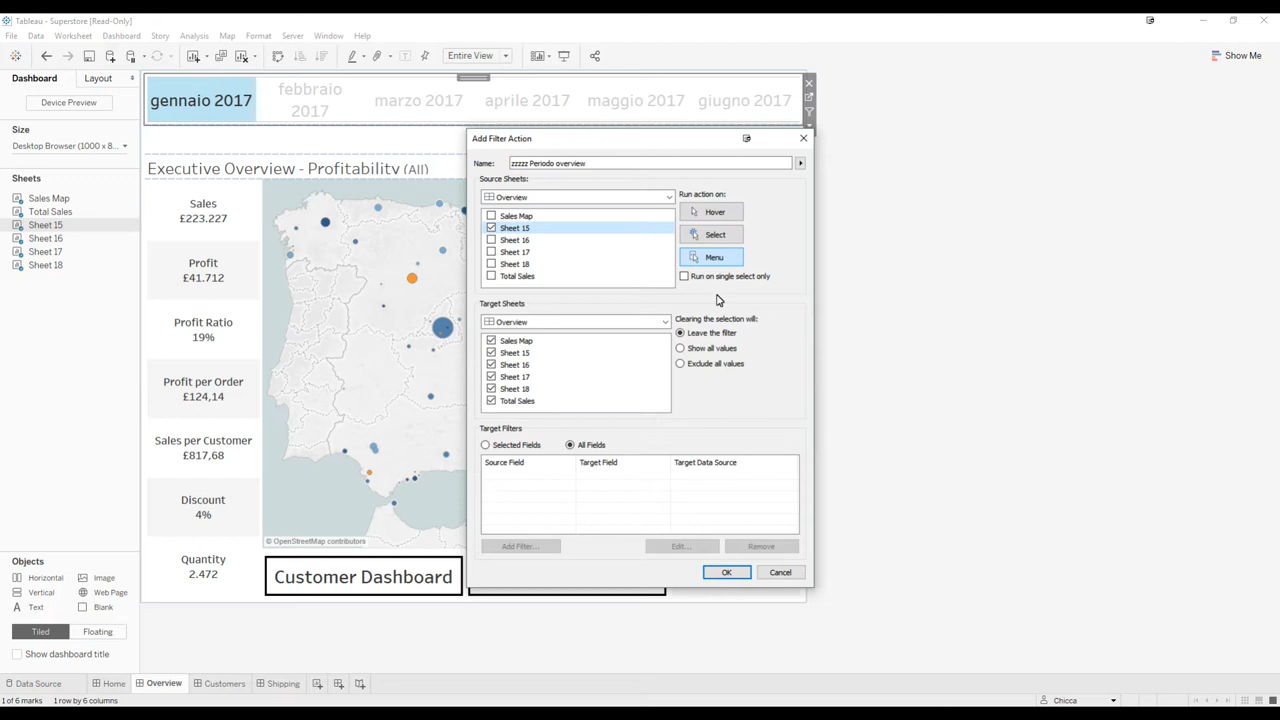 Tableau - Superstore [Read-Only]
File Data Worksheet Dashboard Story Analysis Map Format Server Window Help
Entire View
Show Me
Dashboard Layout
Device Preview
Size
Desktop Browser (1000 x 8...
Sheets
Sales Map
Total Sales
Sheet 15
Sheet 16
Sheet 17
Sheet 18
gennaio 2017
febbraio
2017
marzo 2017
aprile 2017
maggio 2017
giugno 2017
Executive Overview - Profitability (All)
Sales
£223.227
Profit
£41.712
Profit Ratio
19%
Profit per Order
£124,14
Sales per Customer
£817,68
Discount
4%
Quantity
2.472
© OpenStreetMap contributors
Customer Dashboard
Add Filter Action
Name: zzzzz Periodo overview
Source Sheets:
Overview
Sales Map
Sheet 15
Sheet 16
Sheet 17
Sheet 18
Total Sales
Run action on:
Hover
Select
Menu
Run on single select only
Target Sheets
Overview
Sales Map
Sheet 15
Sheet 16
Sheet 17
Sheet 18
Total Sales
Clearing the selection will:
Leave the filter
Show all values
Exclude all values
Target Filters
Selected Fields All Fields
Source Field Target Field Target Data Source
Add Filter... Edit... Remove
OK Cancel
Objects
Horizontal Image
Vertical Web Page
Text Blank
Tiled Floating
Show dashboard title
Data Source Home Overview Customers Shipping
1 of 6 marks 1 row by 6 columns
Chicca